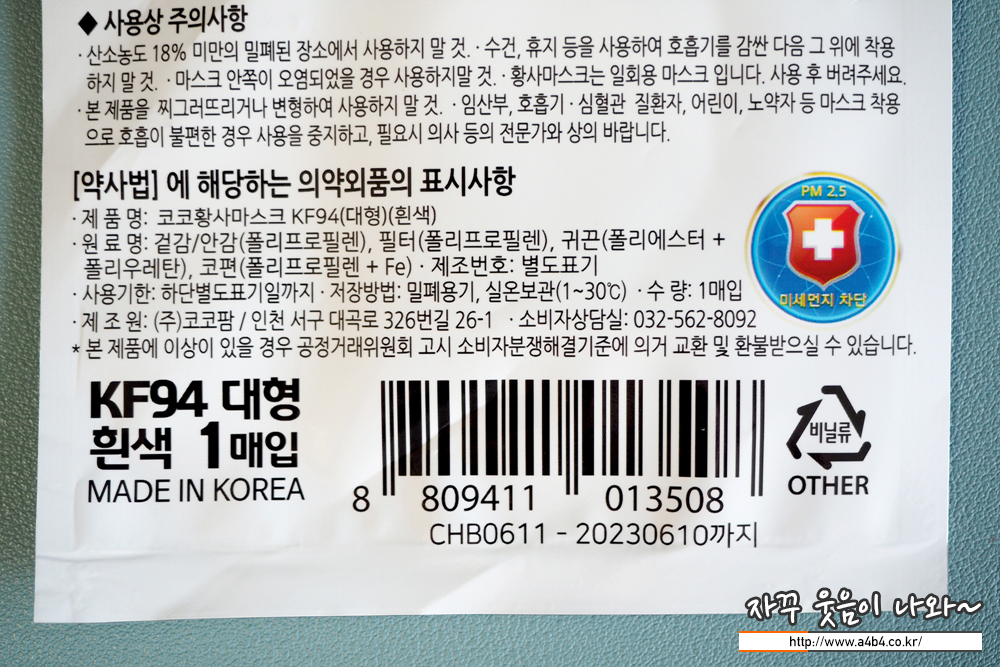 ◆ 사용상 주의사항
· 산소농도 18% 미만의 밀폐된 장소에서 사용하지 말 것. · 수건, 휴지 등을 사용하여 호흡기를 감싼 다음 그 위에 착용
하지 말 것. · 마스크 안쪽이 오염되었을 경우 사용하지말 것. · 황사마스크는 일회용 마스크 입니다. 사용 후 버려주세요.
· 본 제품을 찌그러뜨리거나 변형하여 사용하지 말 것. · 임산부, 호흡기 · 심혈관 질환자, 어린이, 노약자 등 마스크 착용
으로 호흡이 불편한 경우 사용을 중지하고, 필요시 의사 등의 전문가와 상의 바랍니다.
[약사법] 에 해당하는 의약외품의 표시사항
· 제 품 명: 코코황사마스크 KF94(대형)(흰색)
· 원 료 명: 겉감/안감(폴리프로필렌), 필터(폴리프로필렌), 귀끈(폴리에스터 +
폴리우레탄), 코편(폴리프로필렌 + Fe) · 제조번호: 별도표기
· 사용기한: 하단별도표기일까지 · 저장방법: 밀폐용기, 실온보관(1~30℃) · 수 량: 1매입
· 제 조 원: (주)코코팜 / 인천 서구 대곡로 326번길 26-1 · 소비자상담실: 032-562-8092
* 본 제품에 이상이 있을 경우 공정거래위원회 고시 소비자분쟁해결기준에 의거 교환 및 환불받으실 수 있습니다.
PM 2.5
미세먼지 차단
KF94 대형
흰색 1매입
MADE IN KOREA
8 809411 013508
CHB0611 - 20230610까지
비닐류
OTHER
자꾸 웃음이 나와~
http://www.a4b4.co.kr/